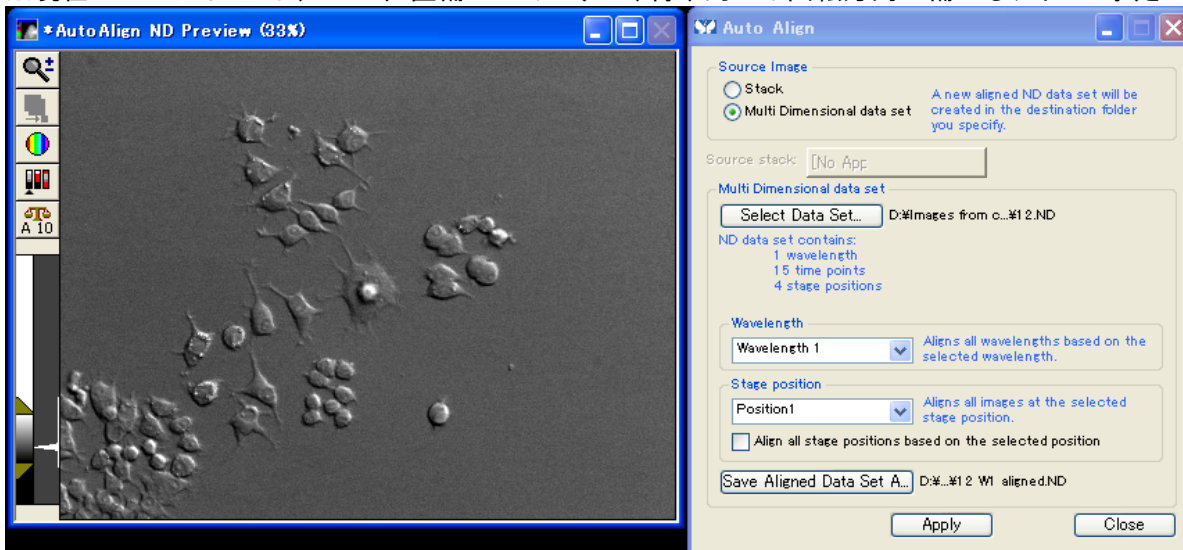 *AutoAlign ND Preview (33%)
A 10
Auto Align
Source Image
Stack
Multi Dimensional data set
A new aligned ND data set will be
created in the destination folder
you specify.
Source stack:
[No App
Multi Dimensional data set
Select Data Set...
D:¥Images from c...¥12.ND
ND data set contains:
1 wavelength
15 time points
4 stage positions
Wavelength
Wavelength 1
Aligns all wavelengths based on the
selected wavelength.
Stage position
Position1
Aligns all images at the selected
stage position.
Align all stage positions based on the selected position
Save Aligned Data Set A...
D:¥...¥12 W1 aligned.ND
Apply
Close